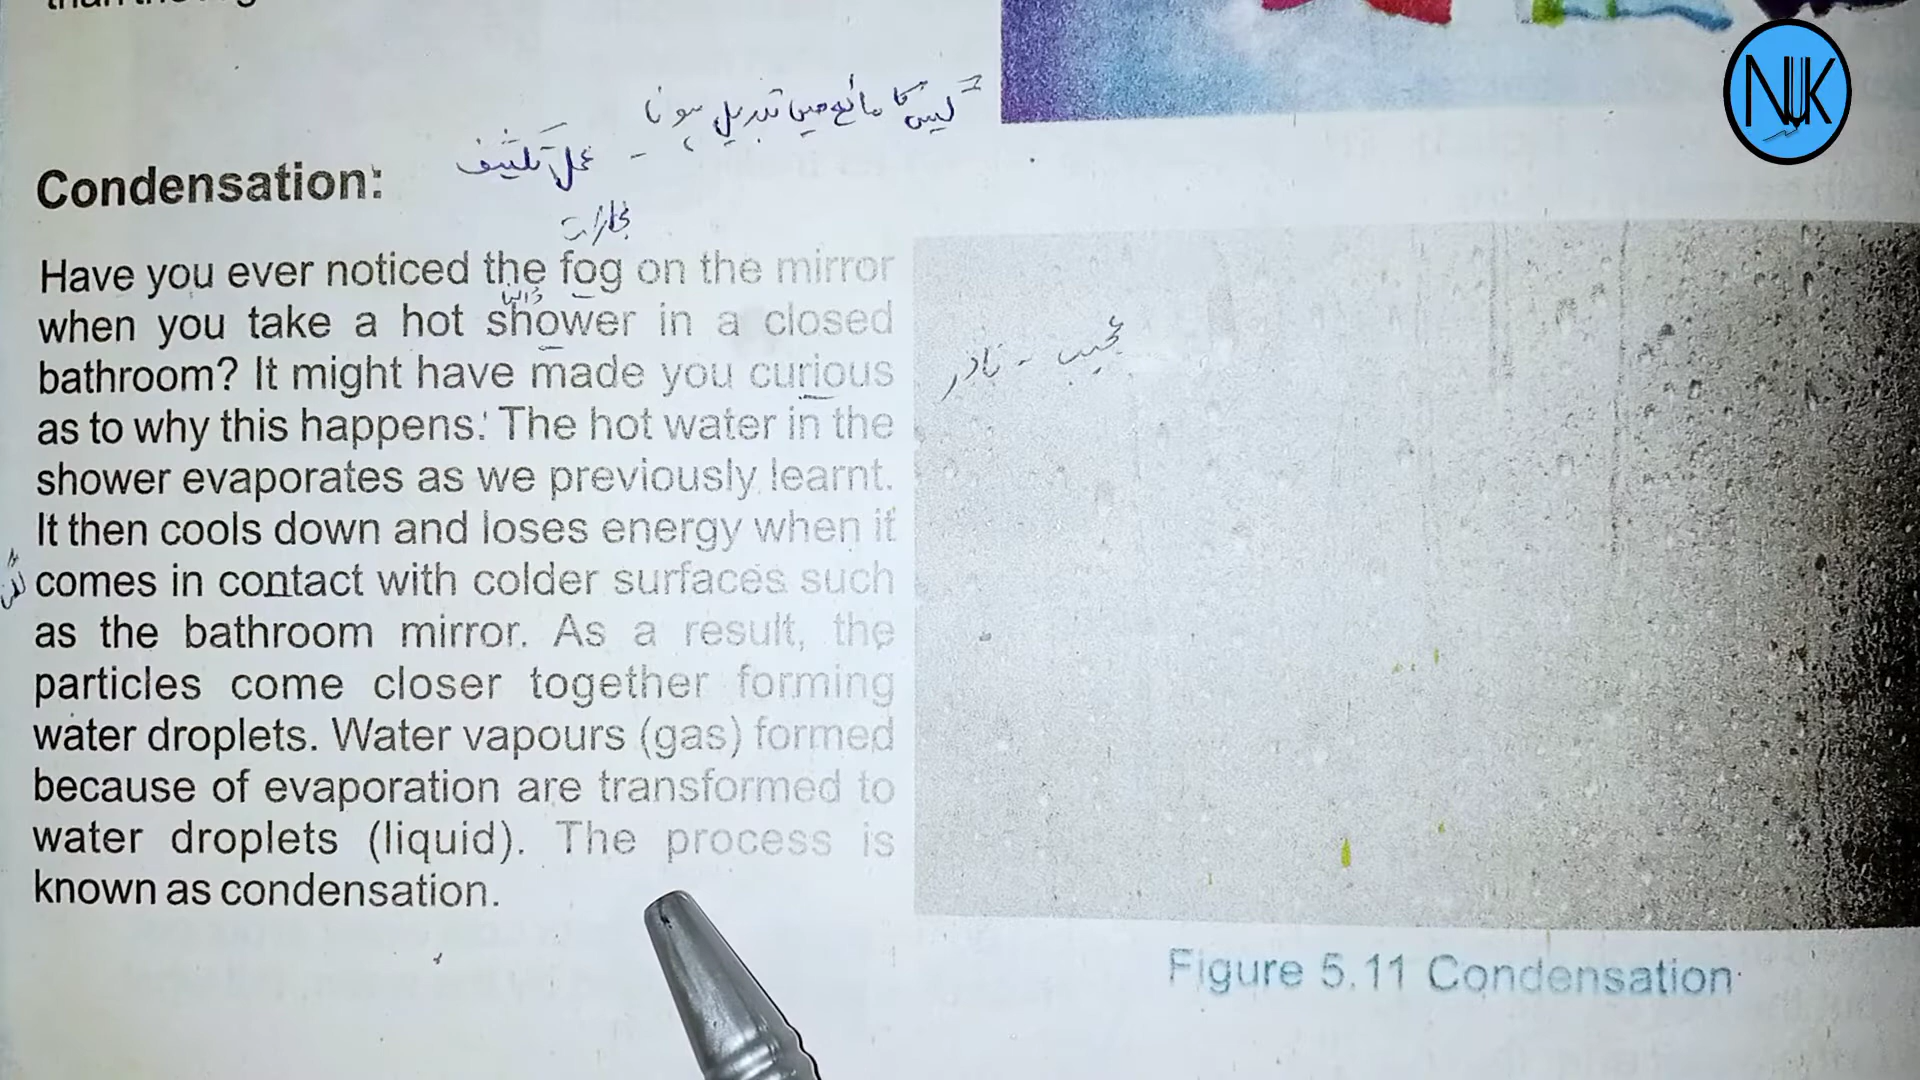 گیس کا مائع میں تبدیل ہونا
عمل تکثیف
Condensation:
بخارات
Have you ever noticed the fog on the mirror
when you take a hot shower in a closed
bathroom? It might have made you curious
عجیب - نادر
as to why this happens. The hot water in the
shower evaporates as we previously learnt.
It then cools down and loses energy when it
comes in contact with colder surfaces such
as the bathroom mirror. As a result, the
particles come closer together forming
water droplets. Water vapours (gas) formed
because of evaporation are transformed to
water droplets (liquid). The process is
known as condensation.
Figure 5.11 Condensation
NUK